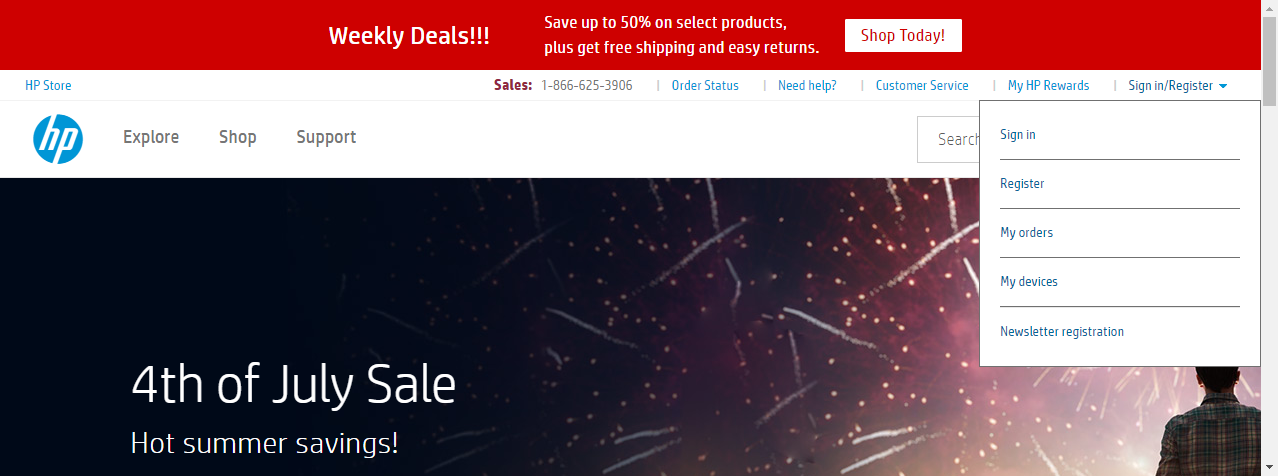 Weekly Deals!!!
Save up to 50% on select products,
plus get free shipping and easy returns.
Shop Today!
HP Store
Sales: 1-866-625-3906 | Order Status | Need help? | Customer Service | My HP Rewards | Sign in/Register
hp
Explore
Shop
Support
Search
Sign in
Register
My orders
My devices
Newsletter registration
4th of July Sale
Hot summer savings!